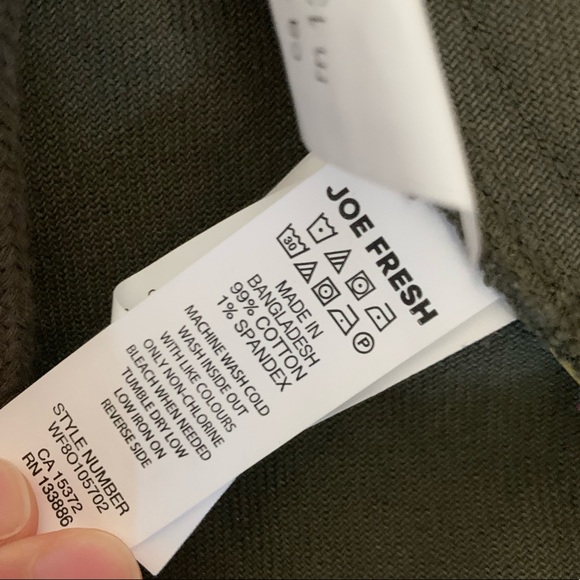 JOE FRESH
30
P
MADE IN
BANGLADESH
99% COTTON
1% SPANDEX
MACHINE WASH COLD
WASH INSIDE OUT
WITH LIKE COLOURS
ONLY NON-CHLORINE
BLEACH WHEN NEEDED
TUMBLE DRY LOW
LOW IRON ON
REVERSE SIDE
STYLE NUMBER
WF8O105702
CA 15372
RN 133886